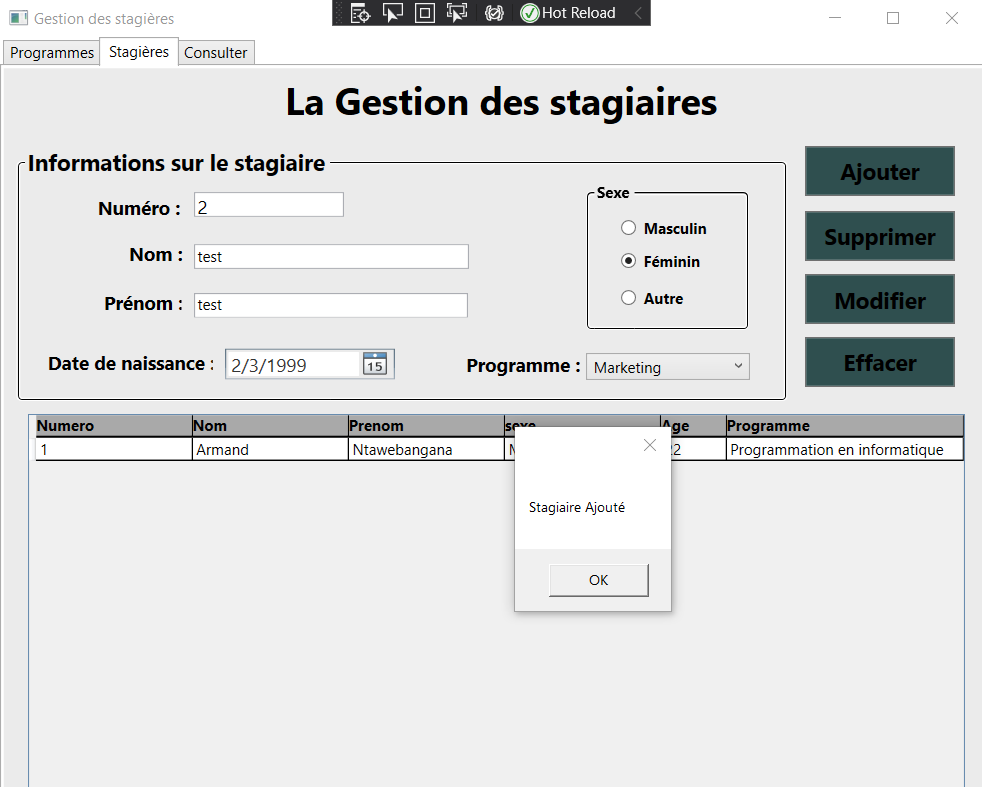 Gestion des stagières
Hot Reload
Programmes Stagières Consulter
La Gestion des stagiaires
Informations sur le stagiaire
Numéro : 2
Nom : test
Prénom : test
Date de naissance : 2/3/1999 15
Programme : Marketing
Sexe
Masculin
Féminin
Autre
Ajouter
Supprimer
Modifier
Effacer
Numero Nom Prenom sexe Age Programme
1 Armand Ntawebangana Programmation en informatique
Stagiaire Ajouté
OK